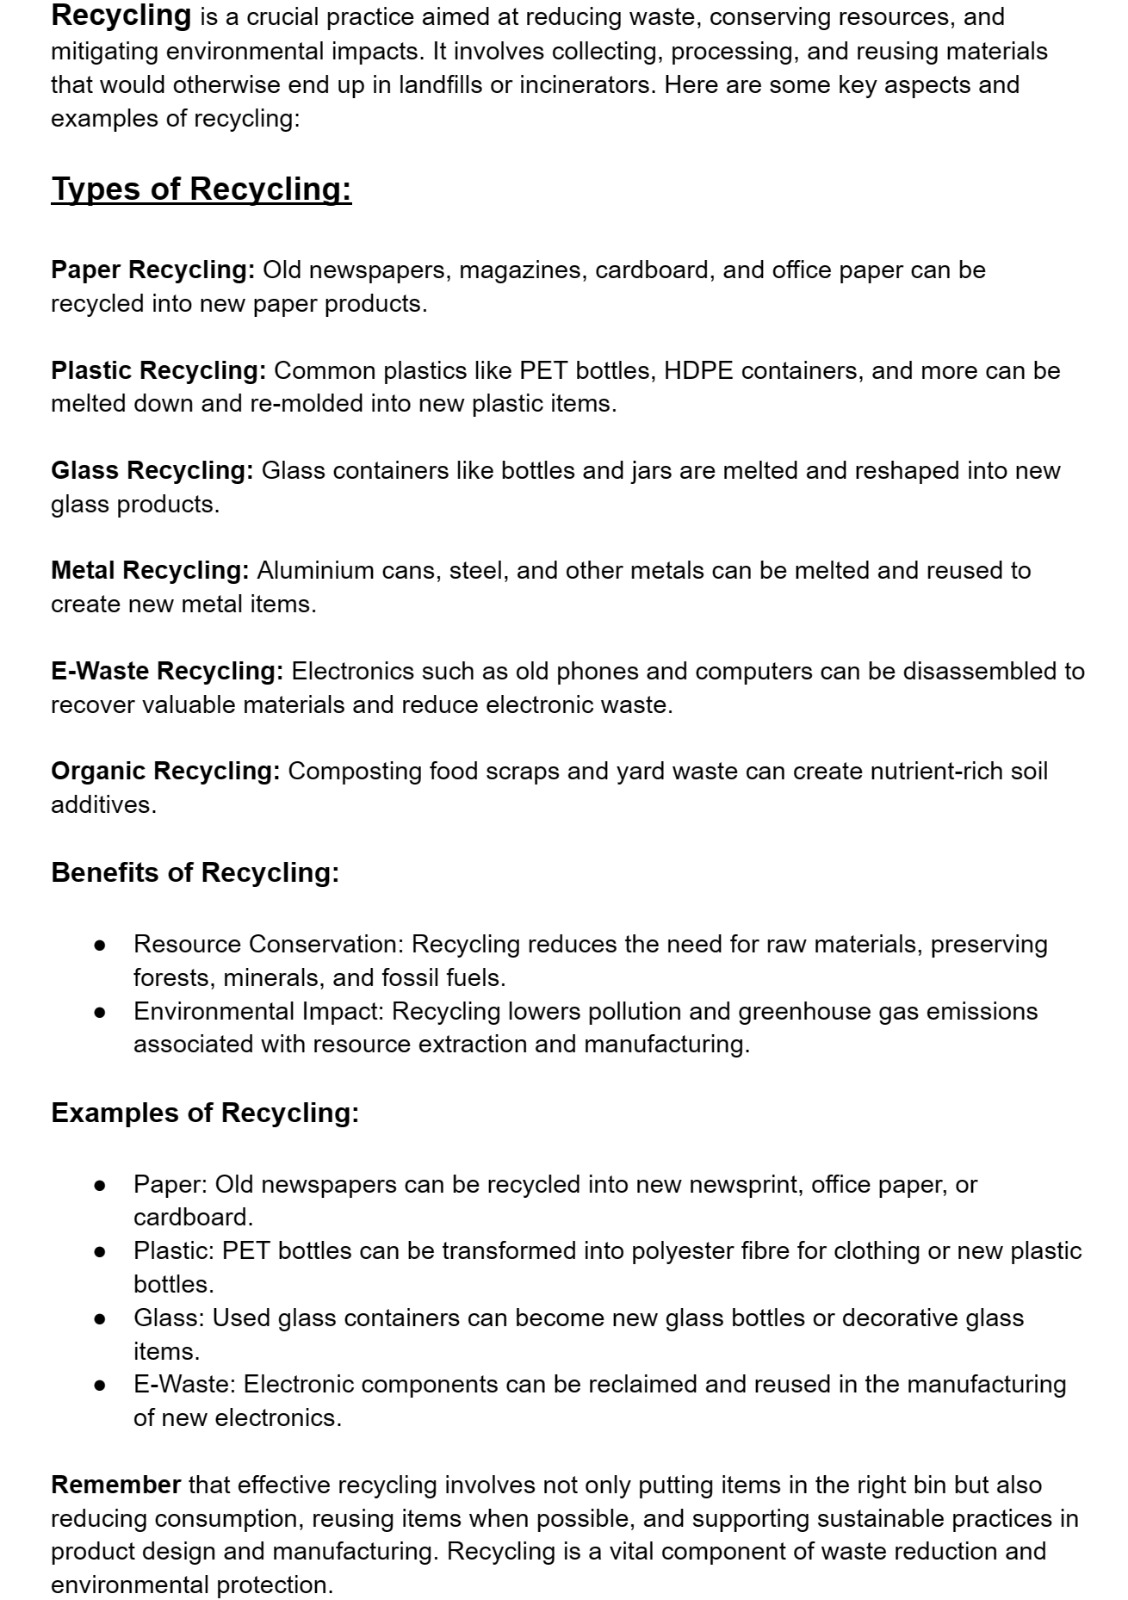 Recycling is a crucial practice aimed at reducing waste, conserving resources, and
mitigating environmental impacts. It involves collecting, processing, and reusing materials
that would otherwise end up in landfills or incinerators. Here are some key aspects and
examples of recycling:
Types of Recycling:
Paper Recycling: Old newspapers, magazines, cardboard, and office paper can be
recycled into new paper products.
Plastic Recycling: Common plastics like PET bottles, HDPE containers, and more can be
melted down and re-molded into new plastic items.
Glass Recycling: Glass containers like bottles and jars are melted and reshaped into new
glass products.
Metal Recycling: Aluminium cans, steel, and other metals can be melted and reused to
create new metal items.
E-Waste Recycling: Electronics such as old phones and computers can be disassembled to
recover valuable materials and reduce electronic waste.
Organic Recycling: Composting food scraps and yard waste can create nutrient-rich soil
additives.
Benefits of Recycling:
● Resource Conservation: Recycling reduces the need for raw materials, preserving
forests, minerals, and fossil fuels.
● Environmental Impact: Recycling lowers pollution and greenhouse gas emissions
associated with resource extraction and manufacturing.
Examples of Recycling:
● Paper: Old newspapers can be recycled into new newsprint, office paper, or
cardboard.
● Plastic: PET bottles can be transformed into polyester fibre for clothing or new plastic
bottles.
● Glass: Used glass containers can become new glass bottles or decorative glass
items.
● E-Waste: Electronic components can be reclaimed and reused in the manufacturing
of new electronics.
Remember that effective recycling involves not only putting items in the right bin but also
reducing consumption, reusing items when possible, and supporting sustainable practices in
product design and manufacturing. Recycling is a vital component of waste reduction and
environmental protection.